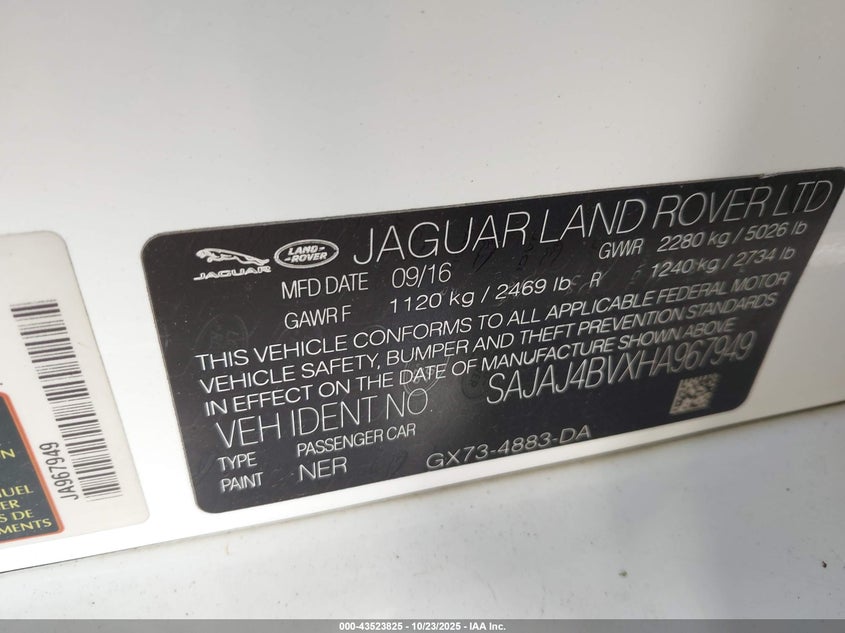 JAGUAR
LAND-
ROVER
JAGUAR LAND ROVER LTD
MFD DATE 09/16 GVWR 2280 kg / 5026 lb
GAWR F 1120 kg / 2469 lb R 1240 kg / 2734 lb
THIS VEHICLE CONFORMS TO ALL APPLICABLE FEDERAL MOTOR
VEHICLE SAFETY, BUMPER AND THEFT PREVENTION STANDARDS
IN EFFECT ON THE DATE OF MANUFACTURE SHOWN ABOVE
VEH IDENT NO. SAJAJ4BVXHA967949
TYPE PASSENGER CAR
PAINT NER GX73-4883-DA
JA967949
000-43523825 - 10/23/2025 - IAA Inc.